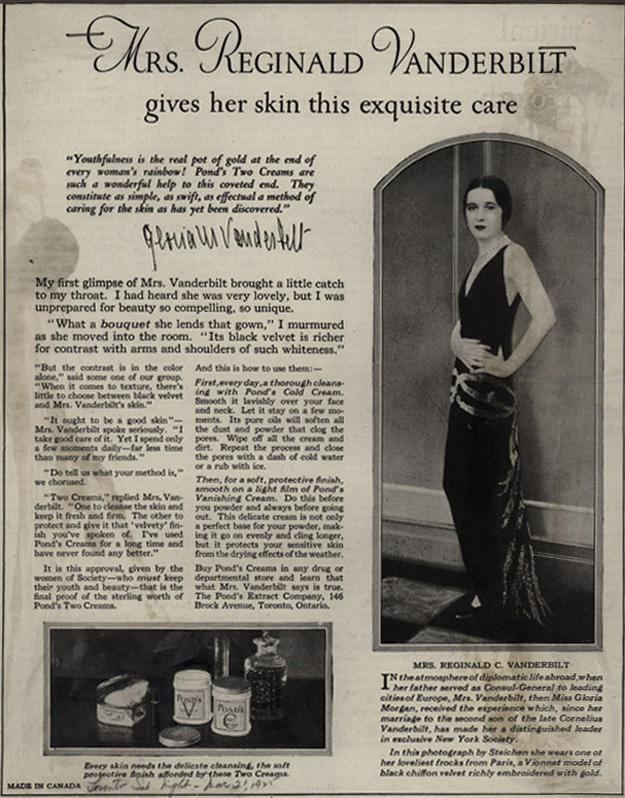 MRS. REGINALD VANDERBILT
gives her skin this exquisite care
"Youthfulness is the real pot of gold at the end of
every woman's rainbow! Pond's Two Creams are
such a wonderful help to this coveted end. They
constitute as simple, as swift, as effectual a method of
caring for the skin as has yet been discovered."
Gloria M Vanderbilt
My first glimpse of Mrs. Vanderbilt brought a little catch
to my throat. I had heard she was very lovely, but I was
unprepared for beauty so compelling, so unique.
"What a bouquet she lends that gown," I murmured
as she moved into the room. "Its black velvet is richer
for contrast with arms and shoulders of such whiteness."
"But the contrast is in the color
alone," said some one of our group.
"When it comes to texture, there's
little to choose between black velvet
and Mrs. Vanderbilt's skin."
"It ought to be a good skin"—
Mrs. Vanderbilt spoke seriously. "I
take good care of it. Yet I spend only
a few moments daily—far less time
than many of my friends."
"Do tell us what your method is,"
we chorused.
"Two Creams," replied Mrs. Van-
derbilt. "One to cleanse the skin and
keep it fresh and firm. The other to
protect and give it that 'velvety' fin-
ish you've spoken of. I've used
Pond's Creams for a long time and
have never found any better."
It is this approval, given by the
women of Society—who must keep
their youth and beauty—that is the
final proof of the sterling worth of
Pond's Two Creams.
And this is how to use them:—
First, every day, a thorough cleans-
ing with Pond's Cold Cream.
Smooth it lavishly over your face
and neck. Let it stay on a few mo-
ments. Its pure oils will soften all
the dust and powder that clog the
pores. Wipe off all the cream and
dirt. Repeat the process and close
the pores with a dash of cold water
or a rub with ice.
Then, for a soft, protective finish,
smooth on a light film of Pond's
Vanishing Cream. Do this before
you powder and always before going
out. This delicate cream is not only
a perfect base for your powder, mak-
ing it go on evenly and cling longer,
but it protects your sensitive skin
from the drying effects of the weather.
Buy Pond's Creams in any drug or
departmental store and learn that
what Mrs. Vanderbilt says is true.
The Pond's Extract Company, 146
Brock Avenue, Toronto, Ontario.
POND'S
V
POND'S
C
Every skin needs the delicate cleansing, the soft
protective finish afforded by these Two Creams.
MADE IN CANADA
Toronto Sat. Night
MRS. REGINALD C. VANDERBILT
IN the atmosphere of diplomatic life abroad, when
her father served as Consul-General to leading
cities of Europe, Mrs. Vanderbilt, then Miss Gloria
Morgan, received the experience which, since her
marriage to the second son of the late Cornelius
Vanderbilt, has made her a distinguished leader
in exclusive New York Society.
In this photograph by Steichen she wears one of
her loveliest frocks from Paris, a Vionnet model of
black chiffon velvet richly embroidered with gold.